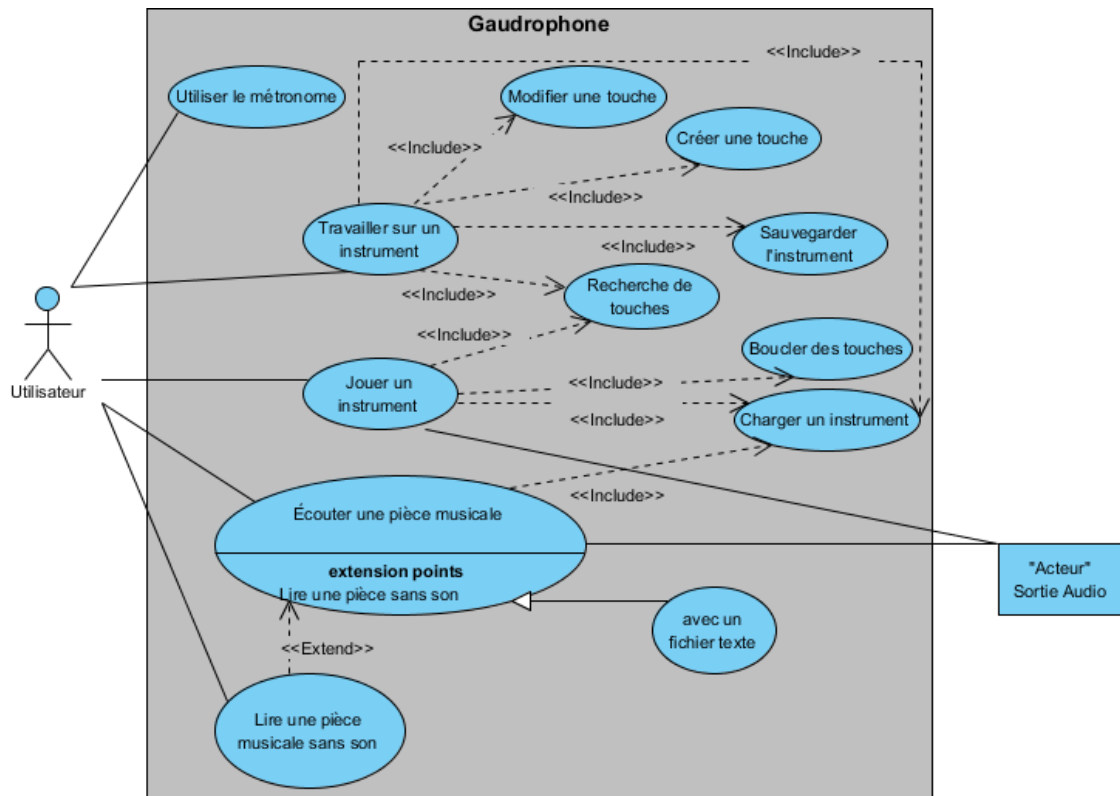 Gaudrophone
<<Include>>
Utiliser le métronome
Modifier une touche
Créer une touche
<<Include>>
<<Include>>
Travailler sur un
instrument
Sauvegarder
l'instrument
<<Include>>
Recherche de
touches
<<Include>>
<<Include>>
Utilisateur
Boucler des touches
Jouer un
instrument
<<Include>>
<<Include>>
Charger un instrument
<<Include>>
Écouter une pièce musicale
extension points
Lire une pièce sans son
"Acteur"
Sortie Audio
avec un
fichier texte
<<Extend>>
Lire une pièce
musicale sans son